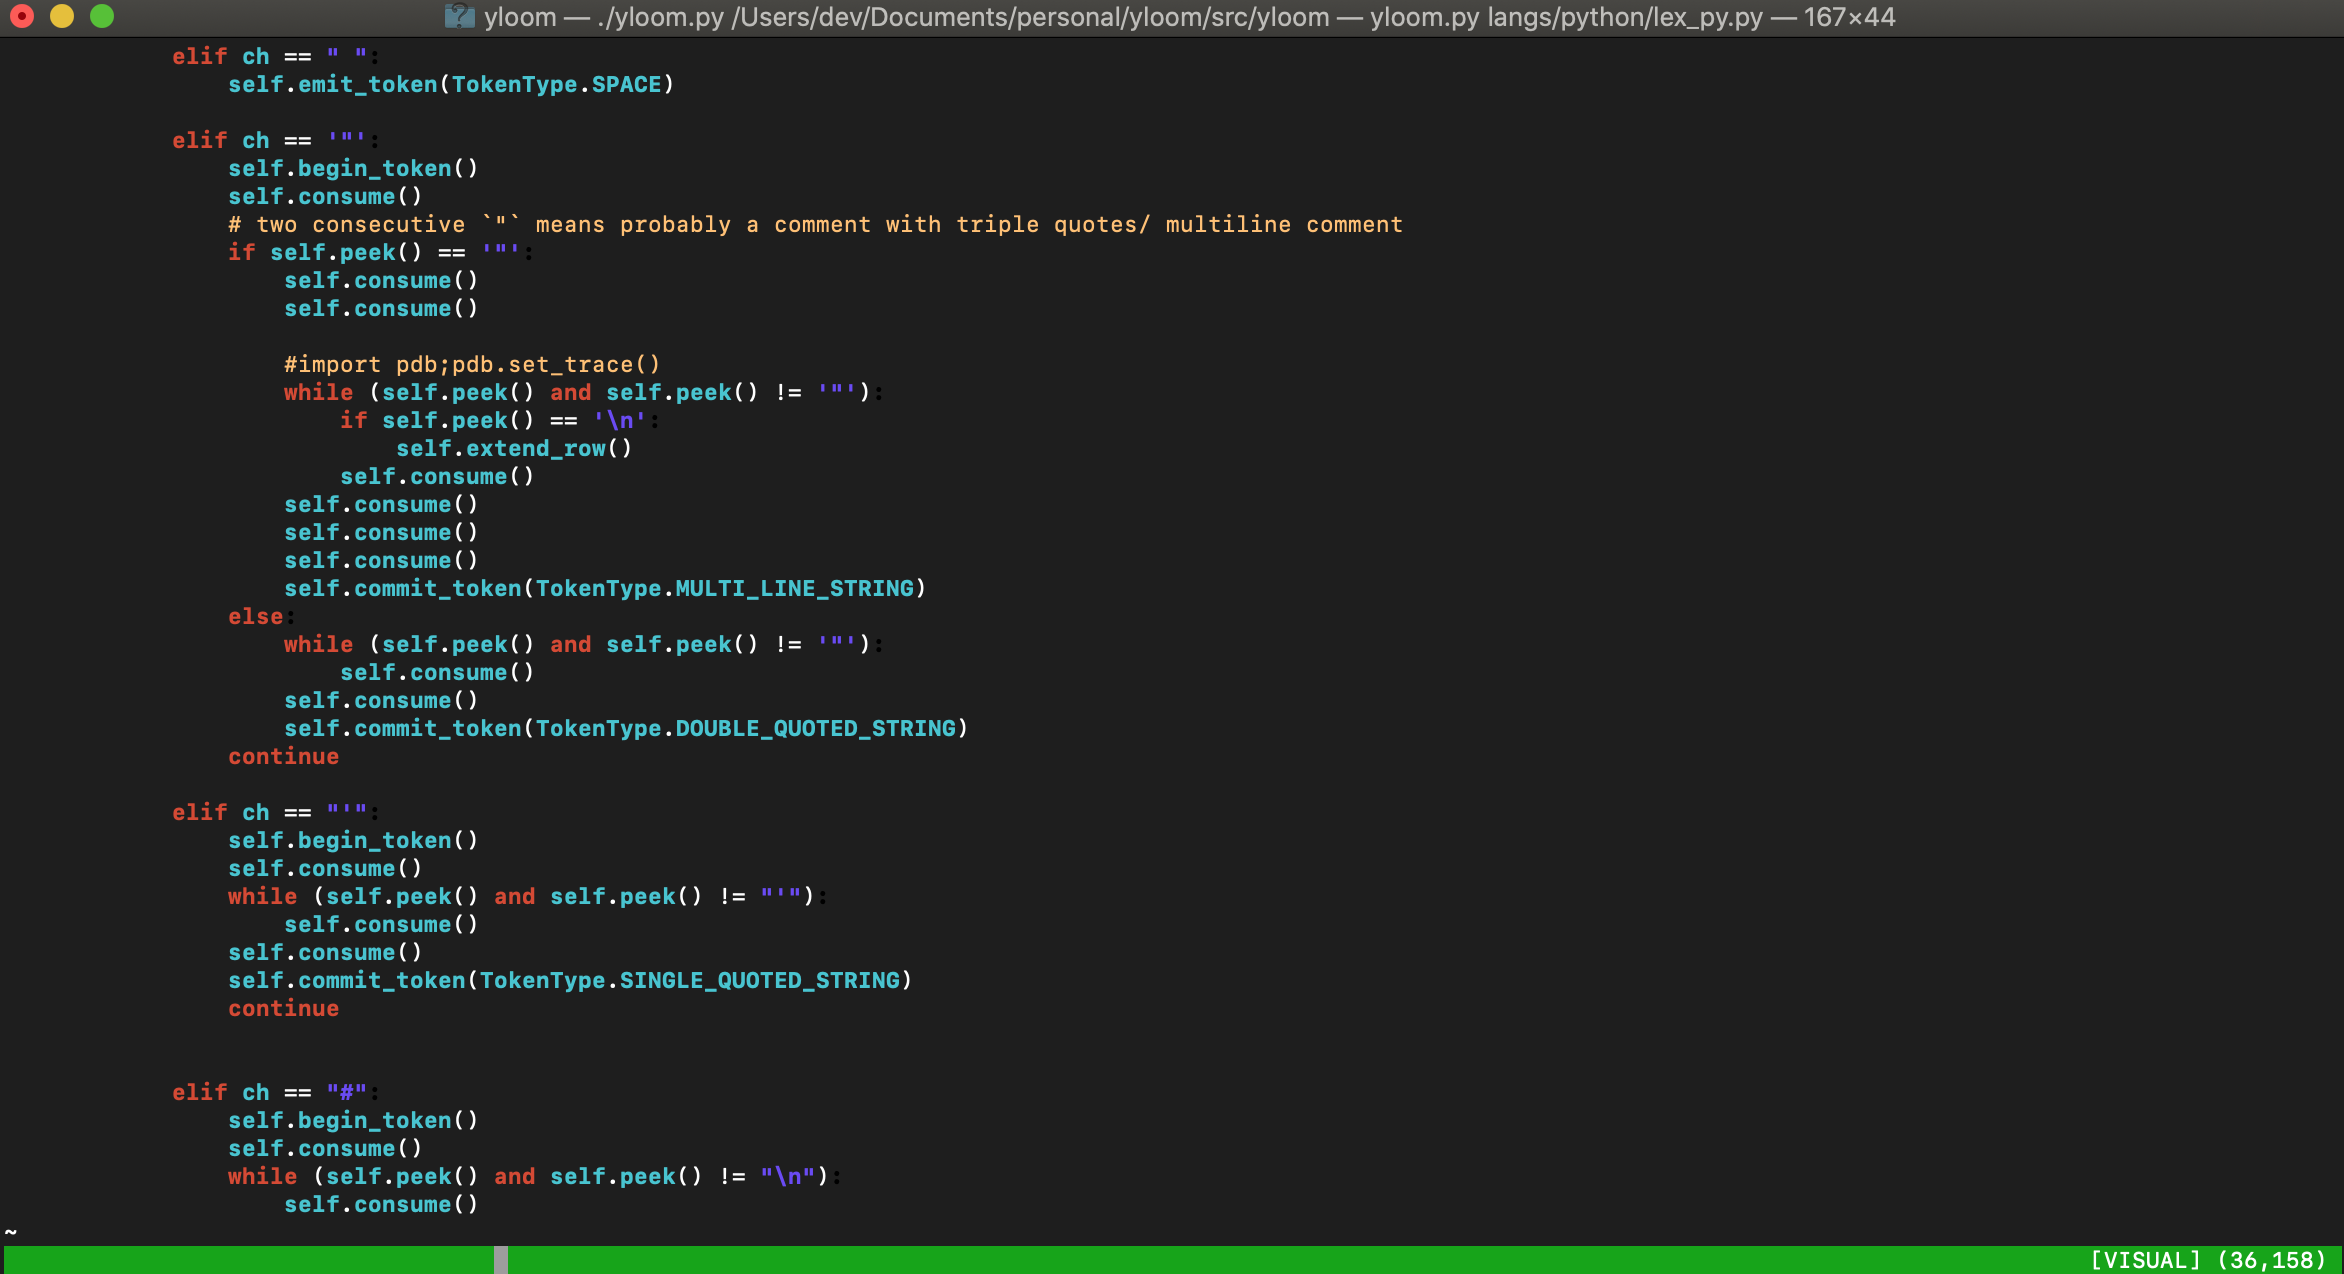 yloom — ./yloom.py /Users/dev/Documents/personal/yloom/src/yloom — yloom.py langs/python/lex_py.py — 167×44
elif ch == " ":
self.emit_token(TokenType.SPACE)
elif ch == '"':
self.begin_token()
self.consume()
# two consecutive `"` means probably a comment with triple quotes/ multiline comment
if self.peek() == '"':
self.consume()
self.consume()
#import pdb;pdb.set_trace()
while (self.peek() and self.peek() != '"'):
if self.peek() == '\n':
self.extend_row()
self.consume()
self.consume()
self.consume()
self.consume()
self.commit_token(TokenType.MULTI_LINE_STRING)
else:
while (self.peek() and self.peek() != '"'):
self.consume()
self.consume()
self.commit_token(TokenType.DOUBLE_QUOTED_STRING)
continue
elif ch == "'":
self.begin_token()
self.consume()
while (self.peek() and self.peek() != "'"):
self.consume()
self.consume()
self.commit_token(TokenType.SINGLE_QUOTED_STRING)
continue
elif ch == "#":
self.begin_token()
self.consume()
while (self.peek() and self.peek() != "\n"):
self.consume()
~
[VISUAL] (36,158)